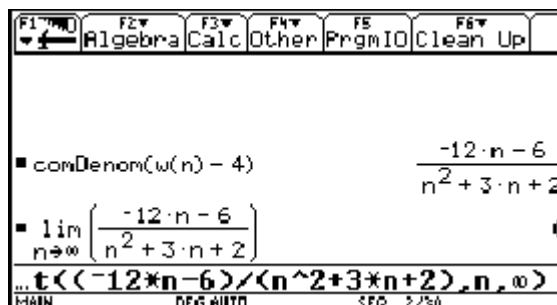 F1 F2▼ F3▼ F4▼ F5 F6▼
Algebra Calc Other PrgmIO Clean Up
■ comDenom(w(n) − 4) ⁻12·n − 6 / n² + 3·n + 2
■ lim n→∞ (⁻12·n − 6 / n² + 3·n + 2)
…t((⁻12*n−6)/(n^2+3*n+2),n,∞)
MAIN DEG AUTO SEQ 2/30